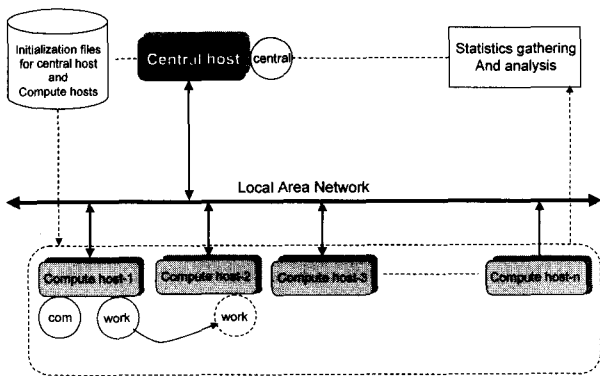 Initialization files
for central host
and
Compute hosts
Central host
central
Statistics gathering
And analysis
Local Area Network
Compute host-1
Compute host-2
Compute host-3
Compute host-n
com
work
work